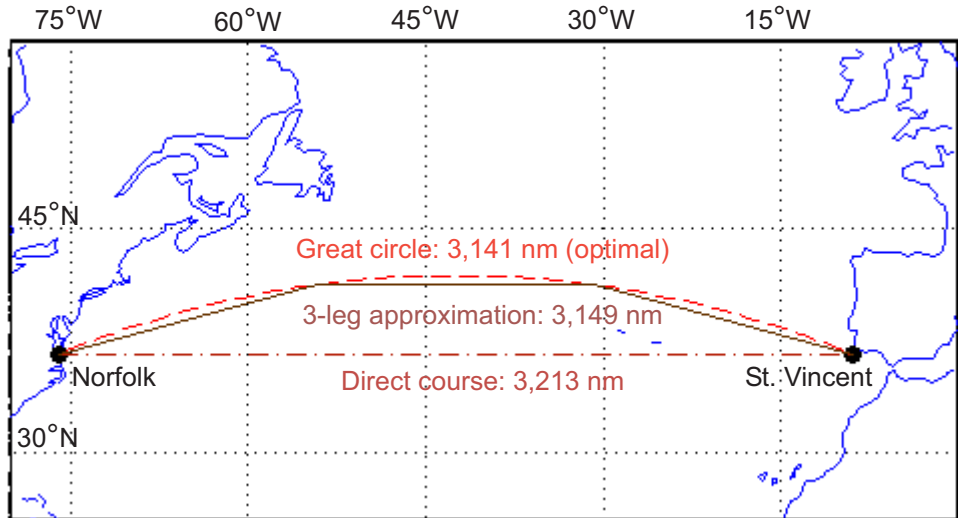 75°W 60°W 45°W 30°W 15°W
45°N
Great circle: 3,141 nm (optimal)
3-leg approximation: 3,149 nm
Norfolk
St. Vincent
Direct course: 3,213 nm
30°N